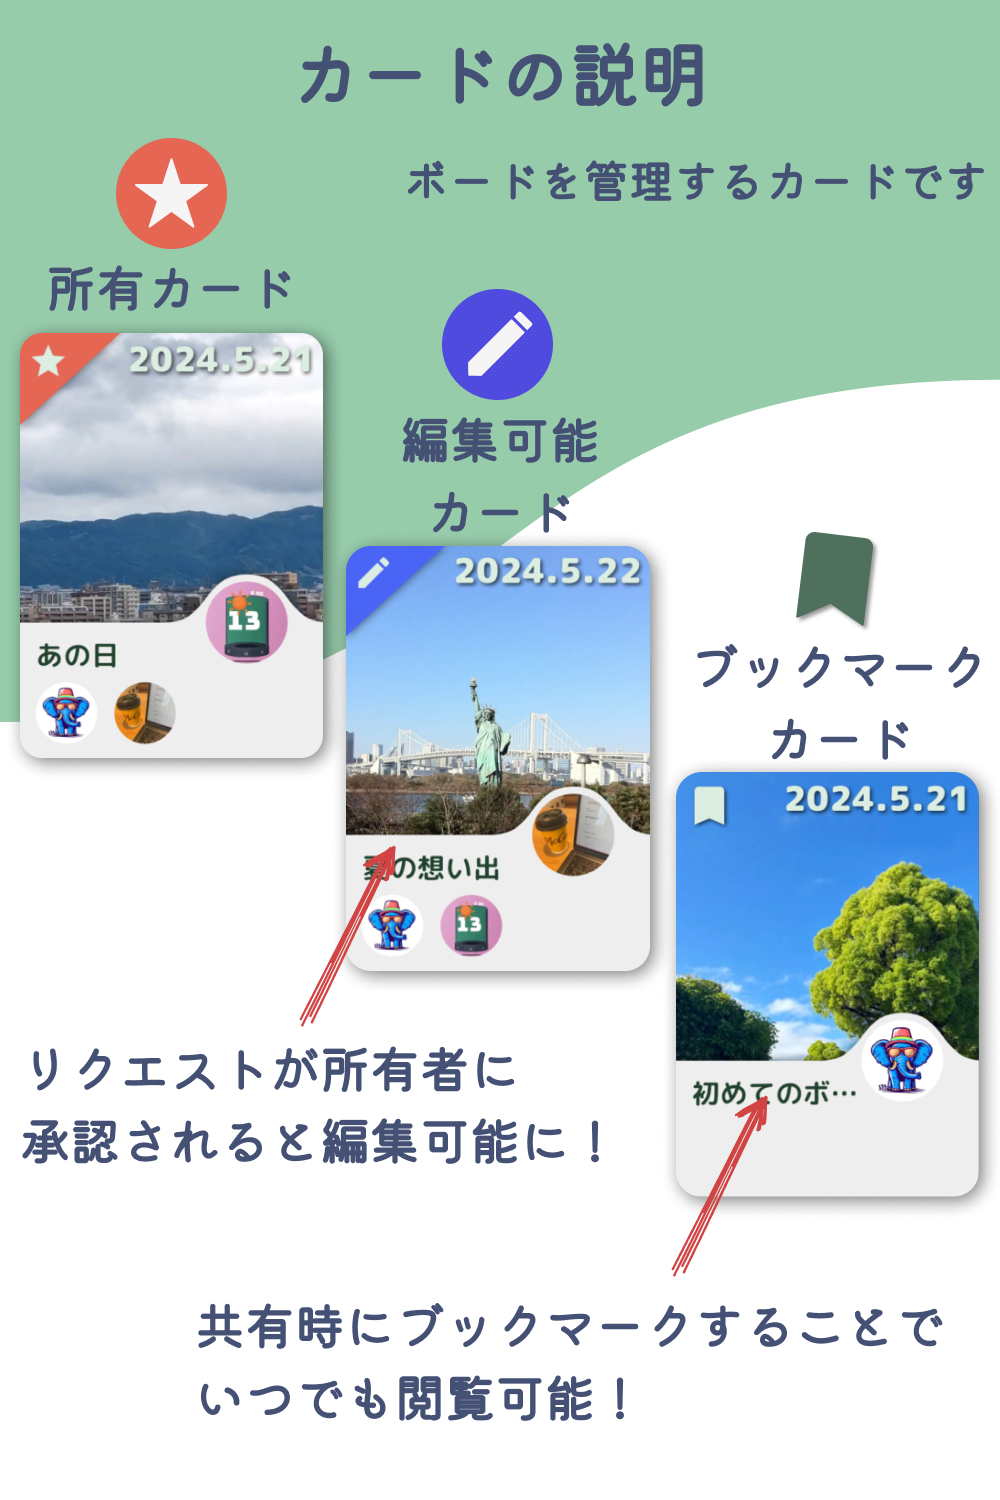 カードの説明
ボードを管理するカードです
所有カード
2024.5.21
13
あの日
編集可能
カード
2024.5.22
の想い出
13
ブックマーク
カード
2024.5.21
初めてのボ…
リクエストが所有者に
承認されると編集可能に！
共有時にブックマークすることで
いつでも閲覧可能！